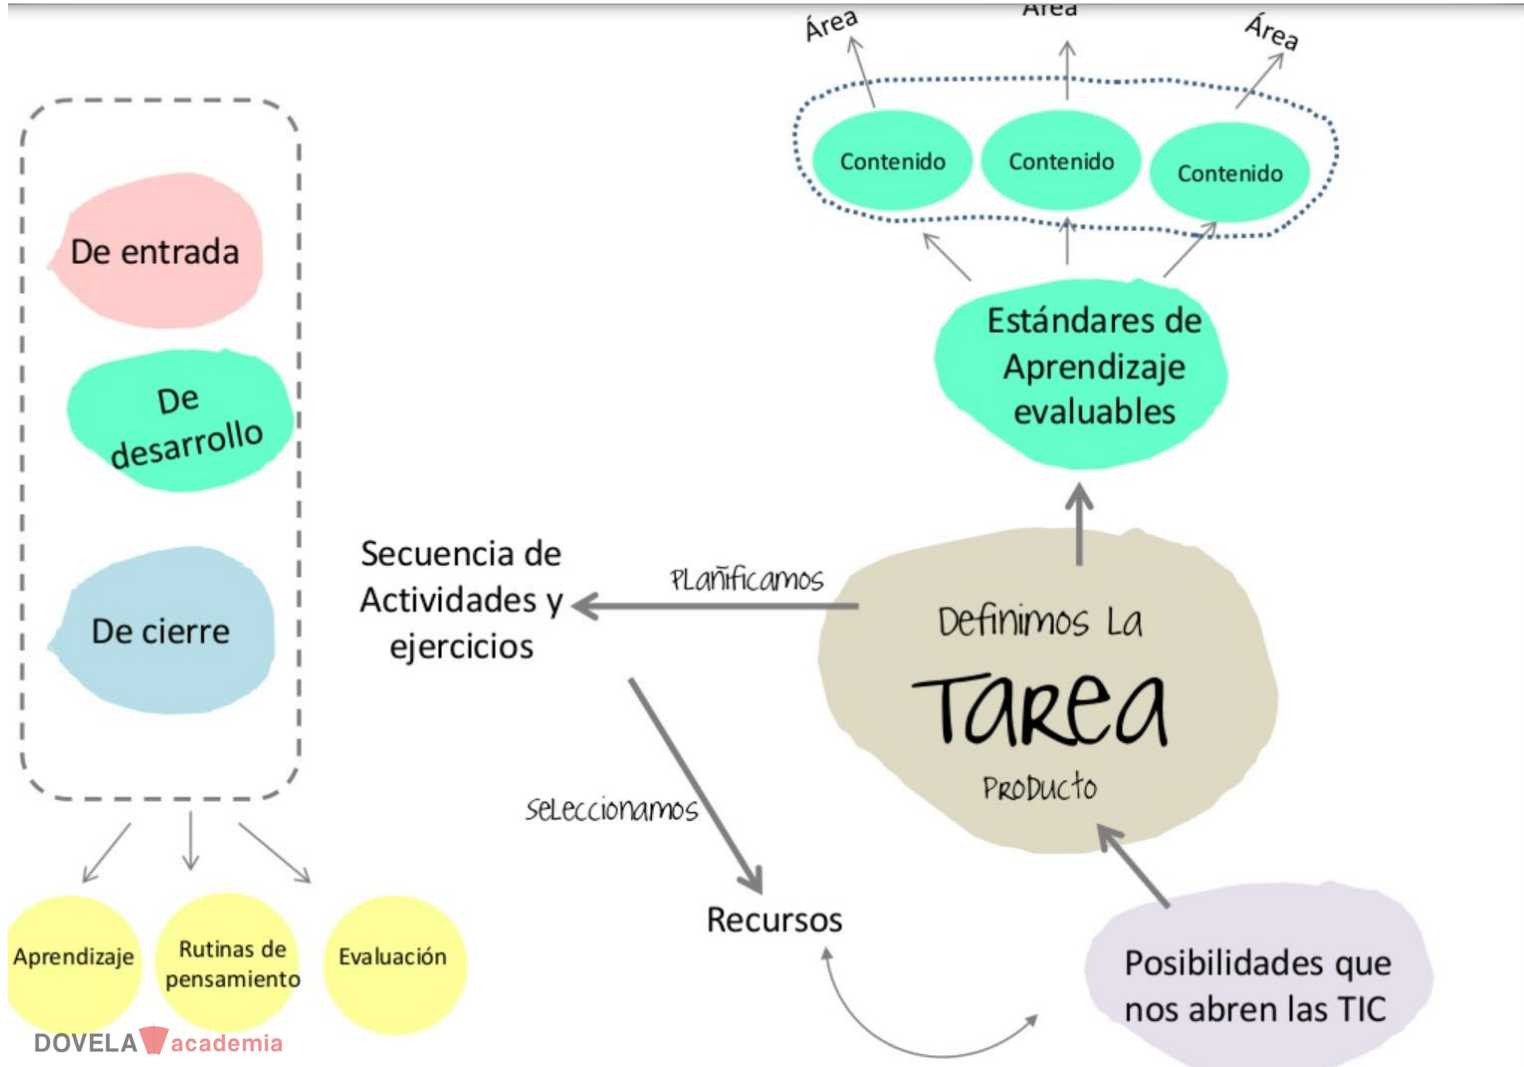 Área
Área
Área
Contenido
Contenido
Contenido
De entrada
De
desarrollo
De cierre
Estándares de
Aprendizaje
evaluables
Secuencia de
Actividades y
ejercicios
Planificamos
Definimos la
Tarea
Producto
Seleccionamos
Recursos
Posibilidades que
nos abren las TIC
Aprendizaje
Rutinas de
pensamiento
Evaluación
DOVELA academia